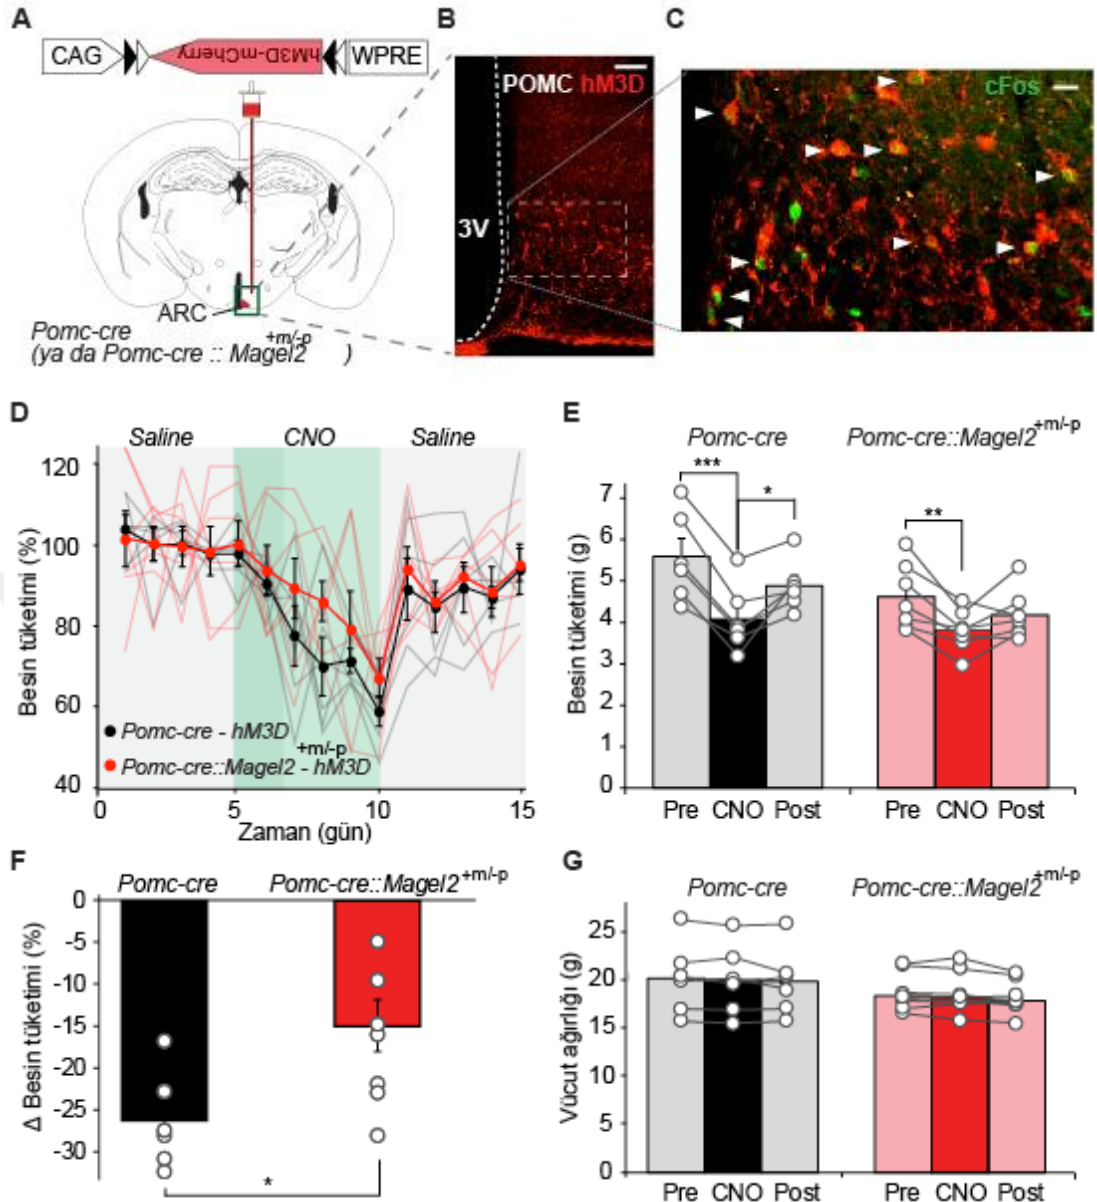 A
CAG hM3D-mCherry WPRE
ARC
Pomc-cre
(ya da Pomc-cre :: Magel2 +m/-p )
B
POMC hM3D
3V
C
cFos
D
Saline CNO Saline
120
100
80
60
40
Besin tüketimi (%)
Pomc-cre - hM3D
Pomc-cre::Magel2 +m/-p - hM3D
0 5 10 15
Zaman (gün)
E
Pomc-cre Pomc-cre::Magel2 +m/-p
*** * **
7
6
5
4
3
2
1
0
Besin tüketimi (g)
Pre CNO Post Pre CNO Post
F
Pomc-cre Pomc-cre::Magel2 +m/-p
0
-5
-10
-15
-20
-25
-30
Δ Besin tüketimi (%)
*
G
Pomc-cre Pomc-cre::Magel2 +m/-p
25
20
15
10
5
0
Vücut ağırlığı (g)
Pre CNO Post Pre CNO Post